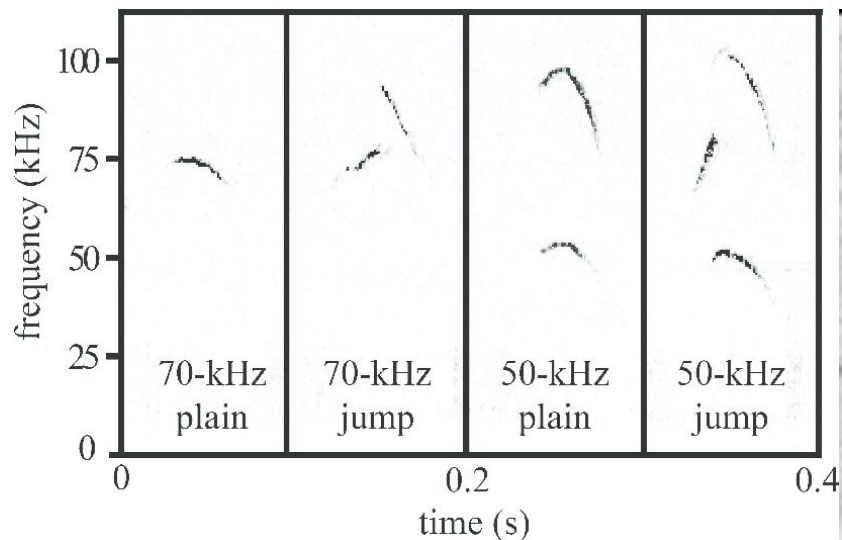 frequency (kHz)
100
75
50
25
0
70-kHz
plain
70-kHz
jump
50-kHz
plain
50-kHz
jump
0
0.2
0.4
time (s)